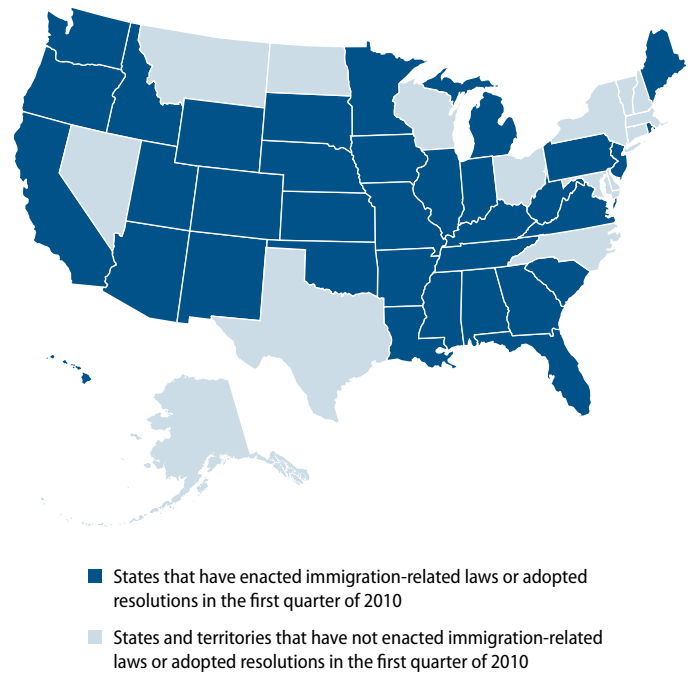 States that have enacted immigration-related laws or adopted
resolutions in the first quarter of 2010
States and territories that have not enacted immigration-related
laws or adopted resolutions in the first quarter of 2010